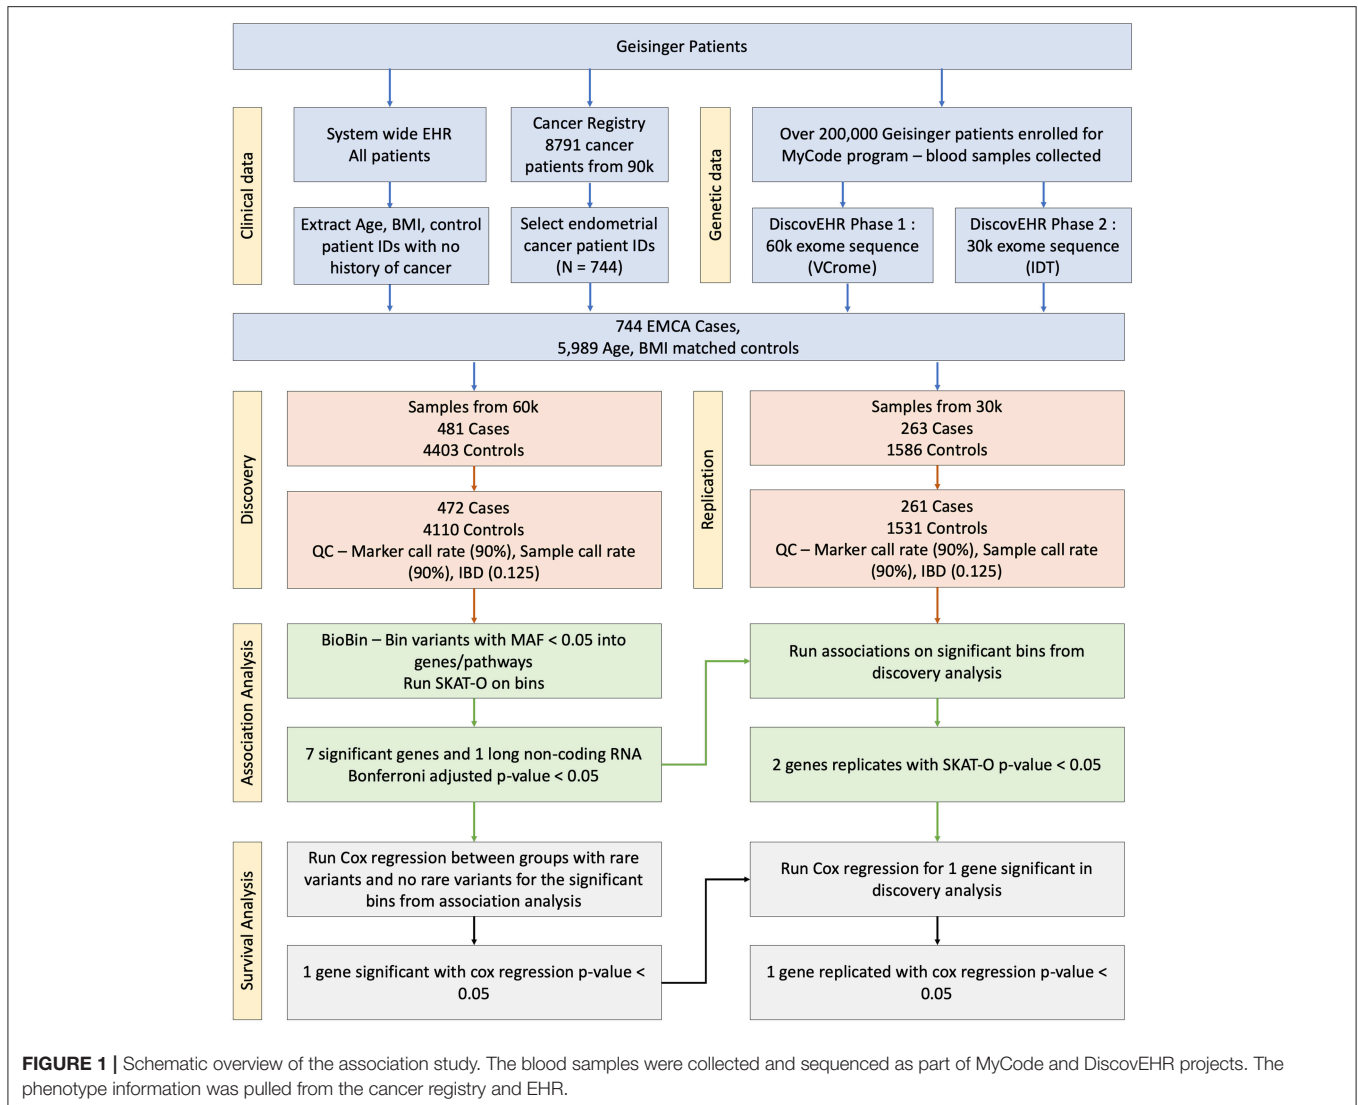 Geisinger Patients
Clinical data
System wide EHR
All patients
Cancer Registry
8791 cancer
patients from 90k
Genetic data
Over 200,000 Geisinger patients enrolled for
MyCode program – blood samples collected
Extract Age, BMI, control
patient IDs with no
history of cancer
Select endometrial
cancer patient IDs
(N = 744)
DiscovEHR Phase 1 :
60k exome sequence
(VCrome)
DiscovEHR Phase 2 :
30k exome sequence
(IDT)
744 EMCA Cases,
5,989 Age, BMI matched controls
Discovery
Samples from 60k
481 Cases
4403 Controls
472 Cases
4110 Controls
QC – Marker call rate (90%), Sample call rate
(90%), IBD (0.125)
Replication
Samples from 30k
263 Cases
1586 Controls
261 Cases
1531 Controls
QC – Marker call rate (90%), Sample call rate
(90%), IBD (0.125)
Association Analysis
BioBin – Bin variants with MAF < 0.05 into
genes/pathways
Run SKAT-O on bins
Run associations on significant bins from
discovery analysis
7 significant genes and 1 long non-coding RNA
Bonferroni adjusted p-value < 0.05
2 genes replicates with SKAT-O p-value < 0.05
Survival Analysis
Run Cox regression between groups with rare
variants and no rare variants for the significant
bins from association analysis
Run Cox regression for 1 gene significant in
discovery analysis
1 gene significant with cox regression p-value <
0.05
1 gene replicated with cox regression p-value <
0.05
FIGURE 1 | Schematic overview of the association study. The blood samples were collected and sequenced as part of MyCode and DiscovEHR projects. The
phenotype information was pulled from the cancer registry and EHR.